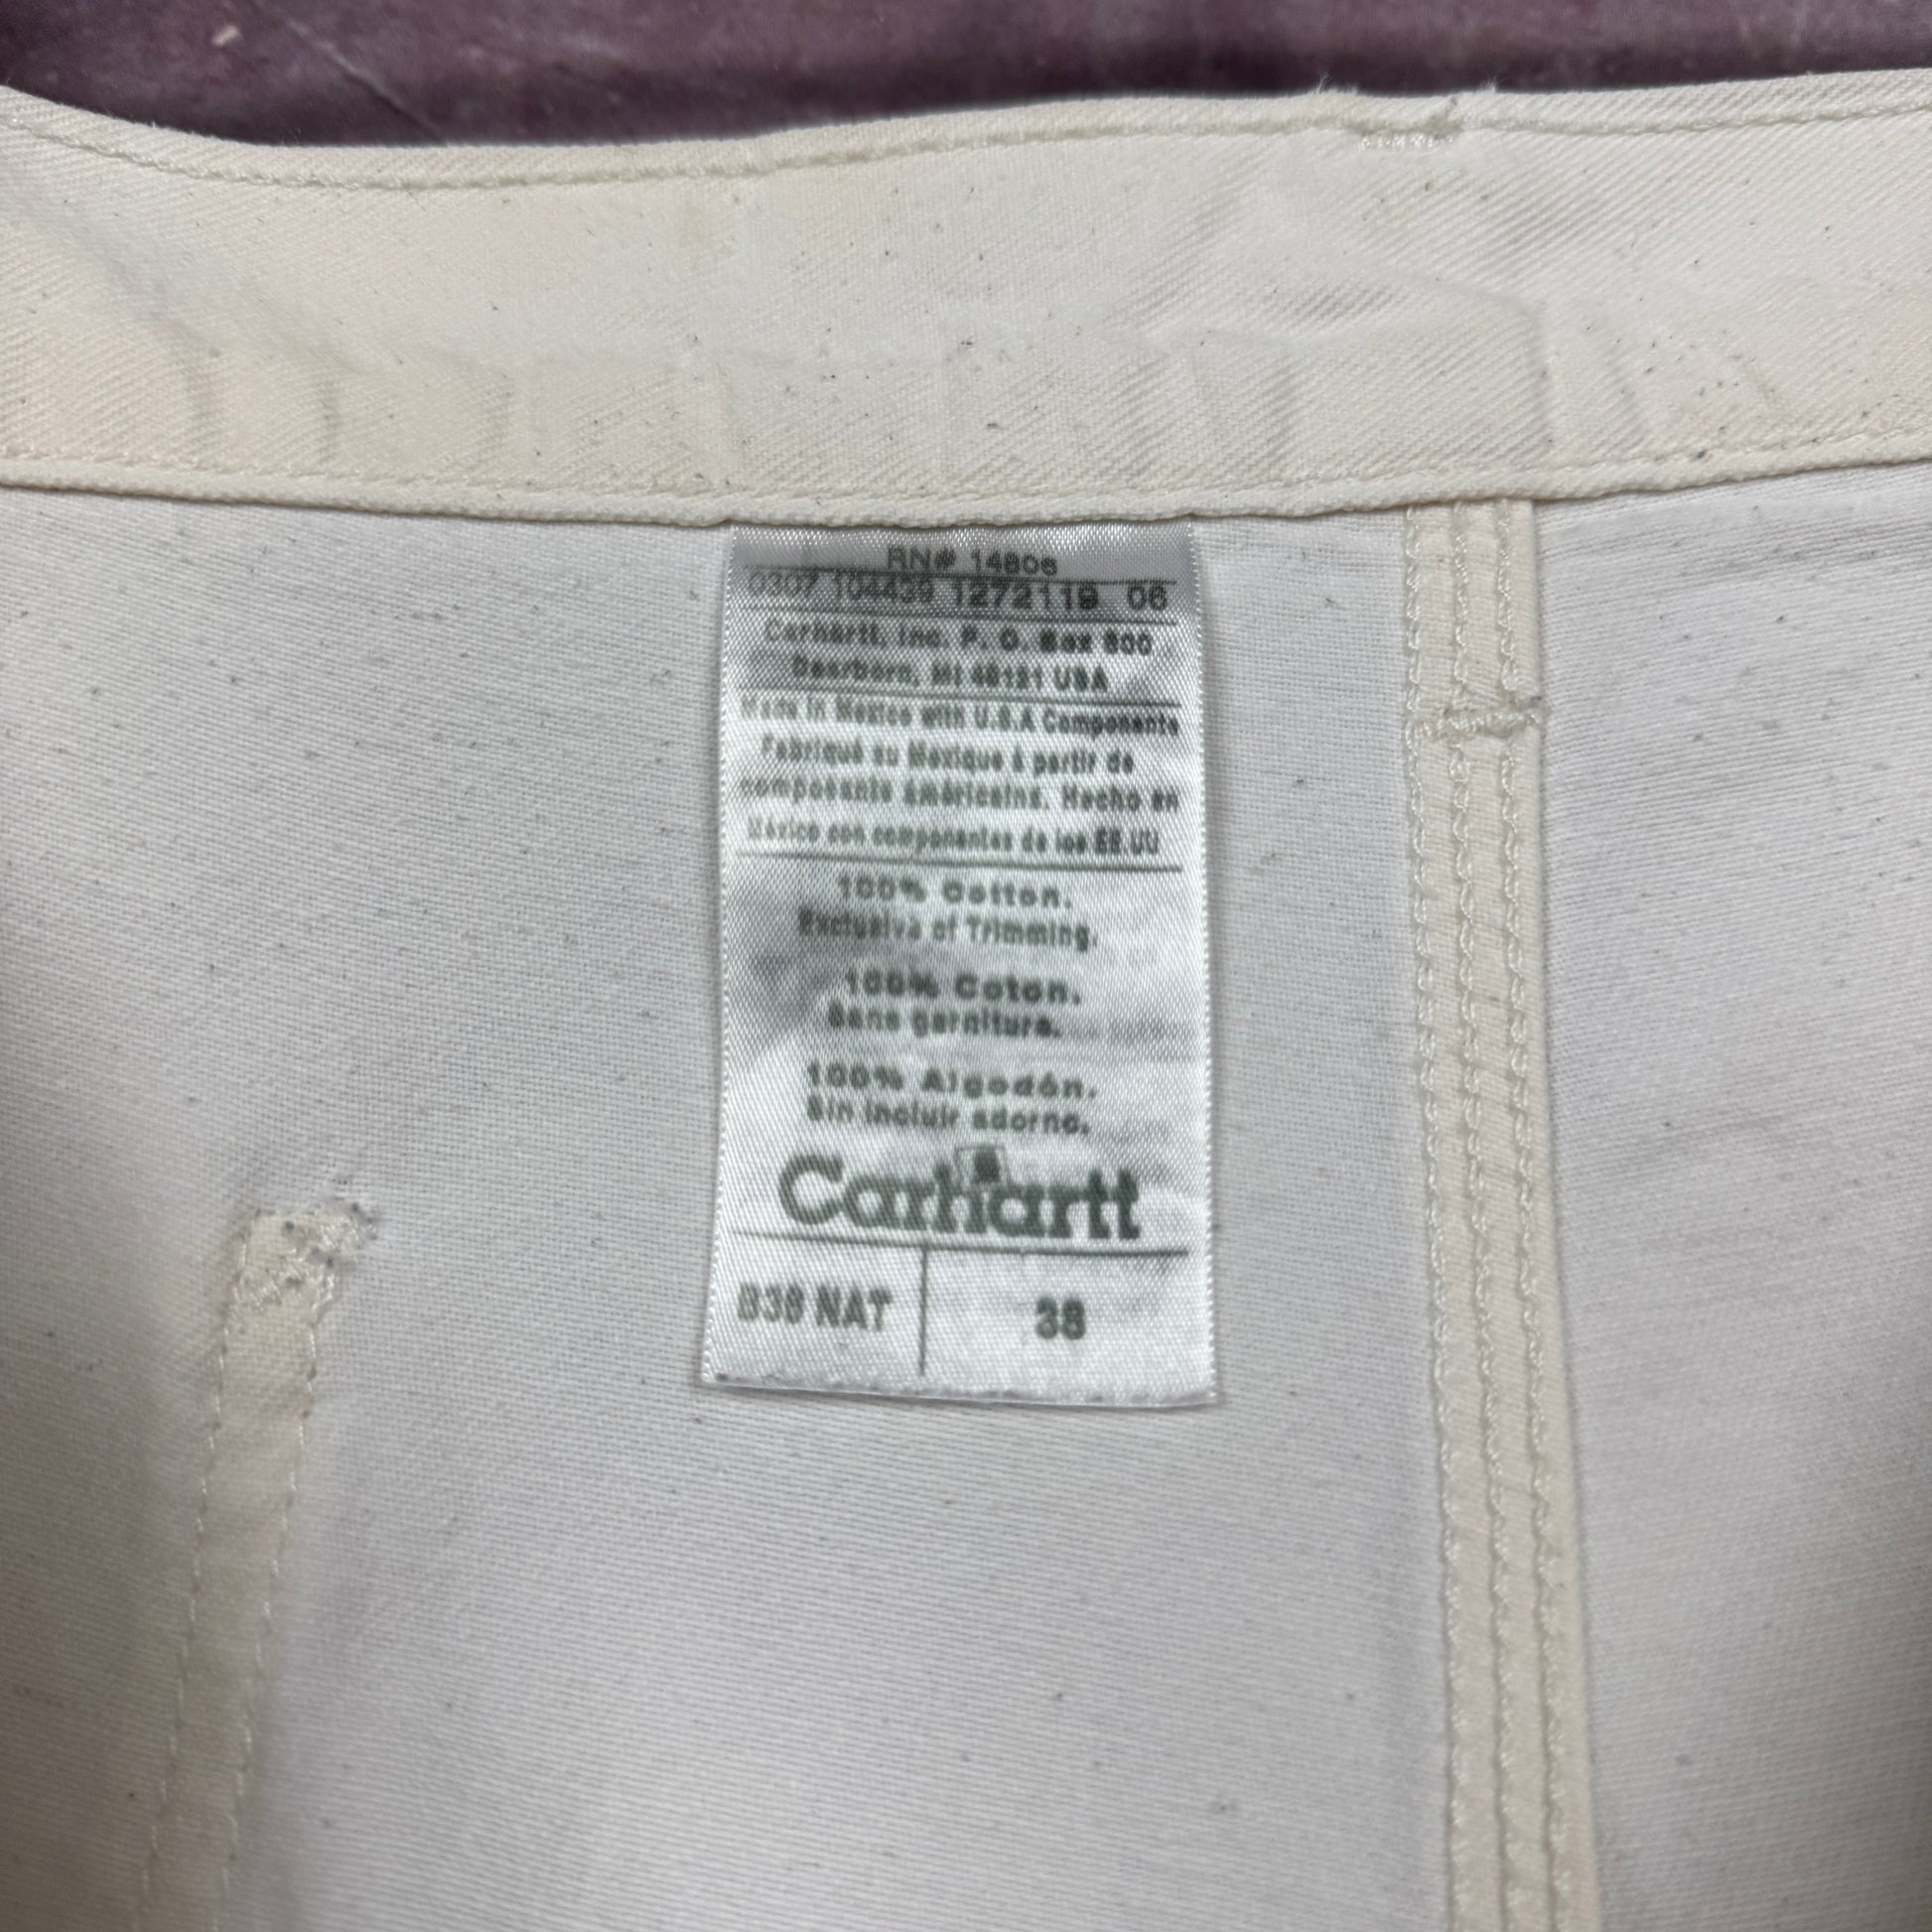 RN# 14806
0307 104439 1272119 06
Carhartt, Inc. P. O. Box 600
Dearborn, MI 48121 USA
Made in Mexico with U.S.A Components
Fabriqué au Mexique à partir de
composants américains. Hecho en
México con componentes de los EE.UU
100% Cotton.
Exclusive of Trimming.
100% Coton.
Sans garniture.
100% Algodón.
Sin incluir adorno.
Carhartt
NAT 38